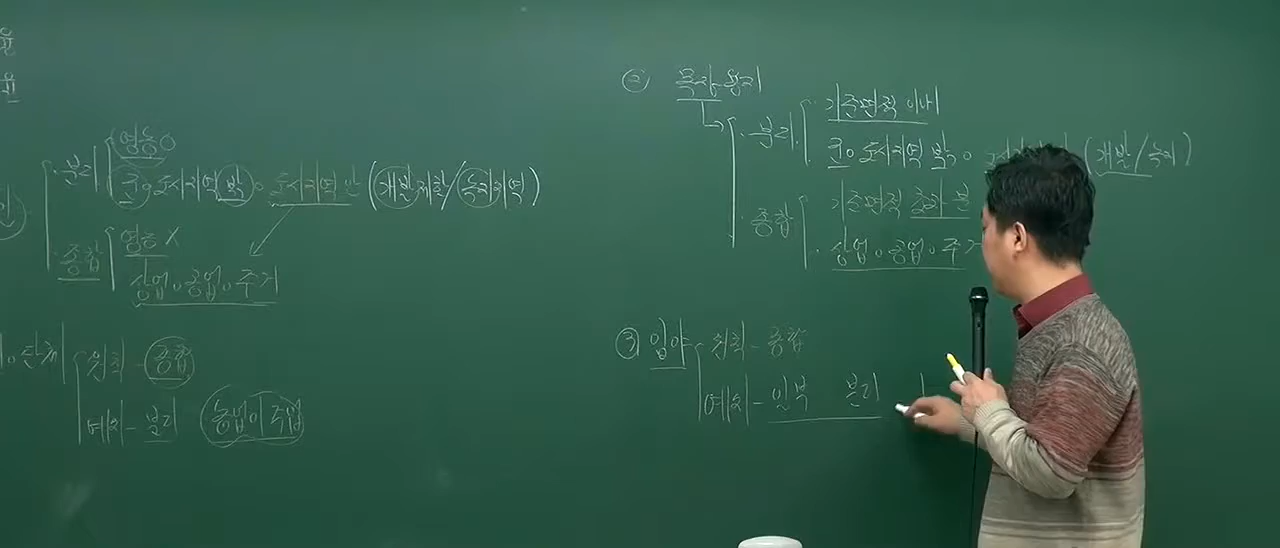 분리
영농○
군○ 도시지역 밖○ 도시지역 안 (개발제한/녹지지역)
종합
영농 X
상업○ 공업○ 주거
원칙 - 종합
예외 - 분리 농업이 주업
② 목장용지
분리
기준면적 이내
군○ 도시지역 밖○ (개발/녹지)
종합
기준면적 초과분
상업○ 공업○ 주거
③ 임야
원칙 - 종합
예외 - 일부 분리